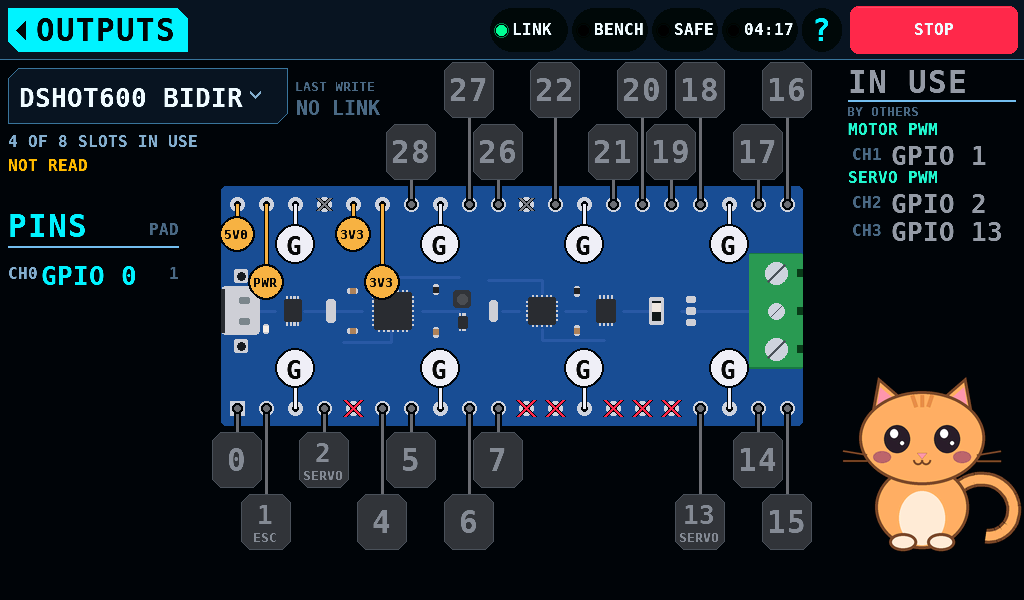 OUTPUTS
LINK
BENCH
SAFE
04:17
?
STOP
DSHOT600 BIDIR
LAST WRITE
NO LINK
4 OF 8 SLOTS IN USE
NOT READ
PINS PAD
CH0 GPIO 0 1
27 22 20 18 16
28 26 21 19 17
5V0 G 3V3 G G G
PWR 3V3
G G G G
0 2 SERVO 5 7 14
1 ESC 4 6 13 SERVO 15
IN USE
BY OTHERS
MOTOR PWM
CH1 GPIO 1
SERVO PWM
CH2 GPIO 2
CH3 GPIO 13